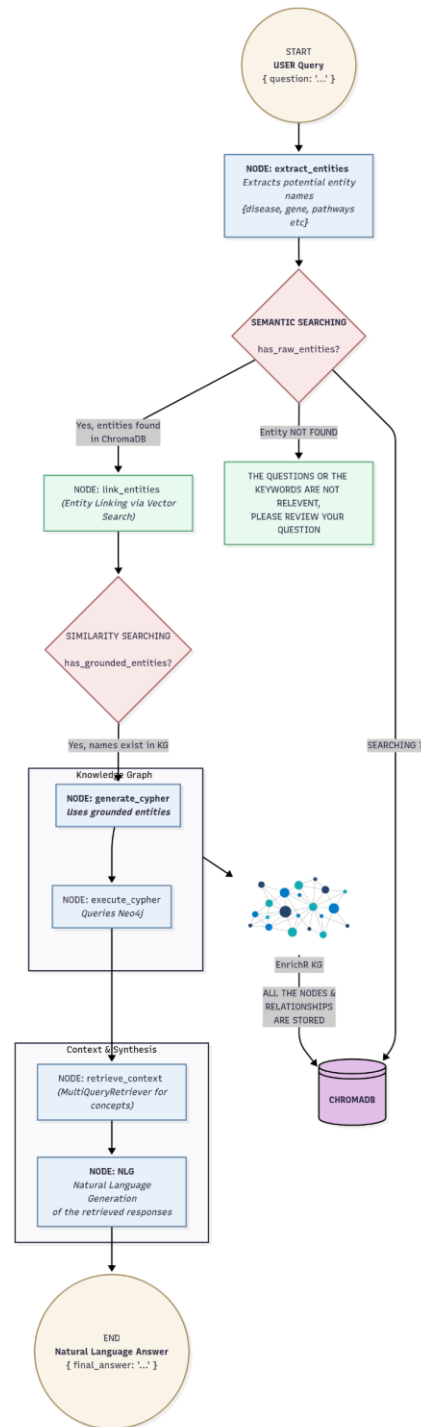 START
USER Query
{ question: '...' }
NODE: extract_entities
Extracts potential entity
names
{disease, gene, pathways
etc}
SEMANTIC SEARCHING
has_raw_entities?
Yes, entities found
in ChromaDB
Entity NOT FOUND
NODE: link_entities
(Entity Linking via Vector
Search)
THE QUESTIONS OR THE
KEYWORDS ARE NOT
RELEVENT,
PLEASE REVIEW YOUR
QUESTION
SIMILARITY SEARCHING
has_grounded_entities?
Yes, names exist in KG
SEARCHING
Knowledge Graph
NODE: generate_cypher
Uses grounded entities
NODE: execute_cypher
Queries Neo4j
EnrichR KG
ALL THE NODES &
RELATIONSHIPS
ARE STORED
CHROMADB
Context & Synthesis
NODE: retrieve_context
(MultiQueryRetriever for
concepts)
NODE: NLG
Natural Language
Generation
of the retrieved responses
END
Natural Language Answer
{ final_answer: '...' }